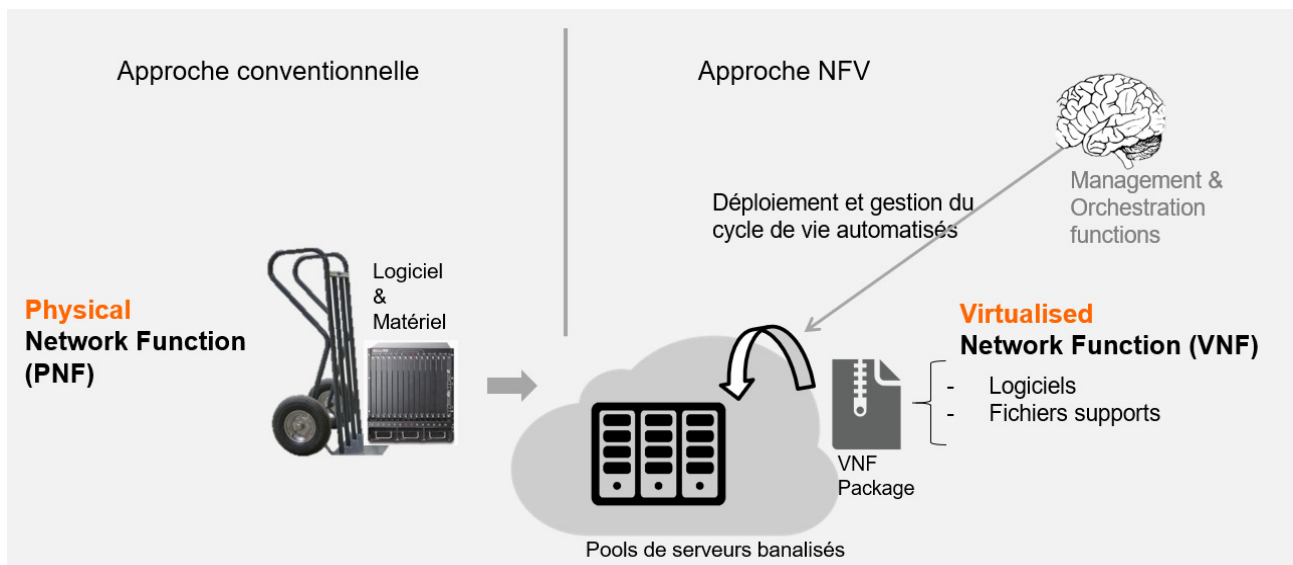 Approche conventionnelle
Approche NFV
Management &
Orchestration
functions
Déploiement et gestion du
cycle de vie automatisés
Logiciel
&
Matériel
Physical
Network Function
(PNF)
Virtualised
Network Function (VNF)
- Logiciels
- Fichiers supports
VNF
Package
Pools de serveurs banalisés